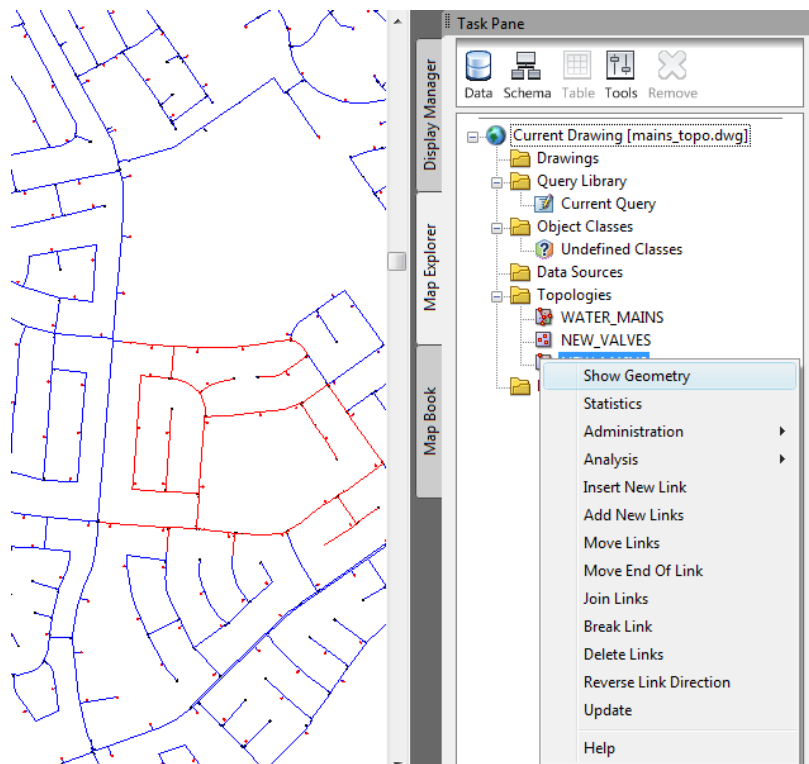 Task Pane
Data Schema Table Tools Remove
Display Manager
Map Explorer
Map Book
Current Drawing [mains_topo.dwg]
Drawings
Query Library
Current Query
Object Classes
Undefined Classes
Data Sources
Topologies
WATER_MAINS
NEW_VALVES
Show Geometry
Statistics
Administration
Analysis
Insert New Link
Add New Links
Move Links
Move End Of Link
Join Links
Break Link
Delete Links
Reverse Link Direction
Update
Help